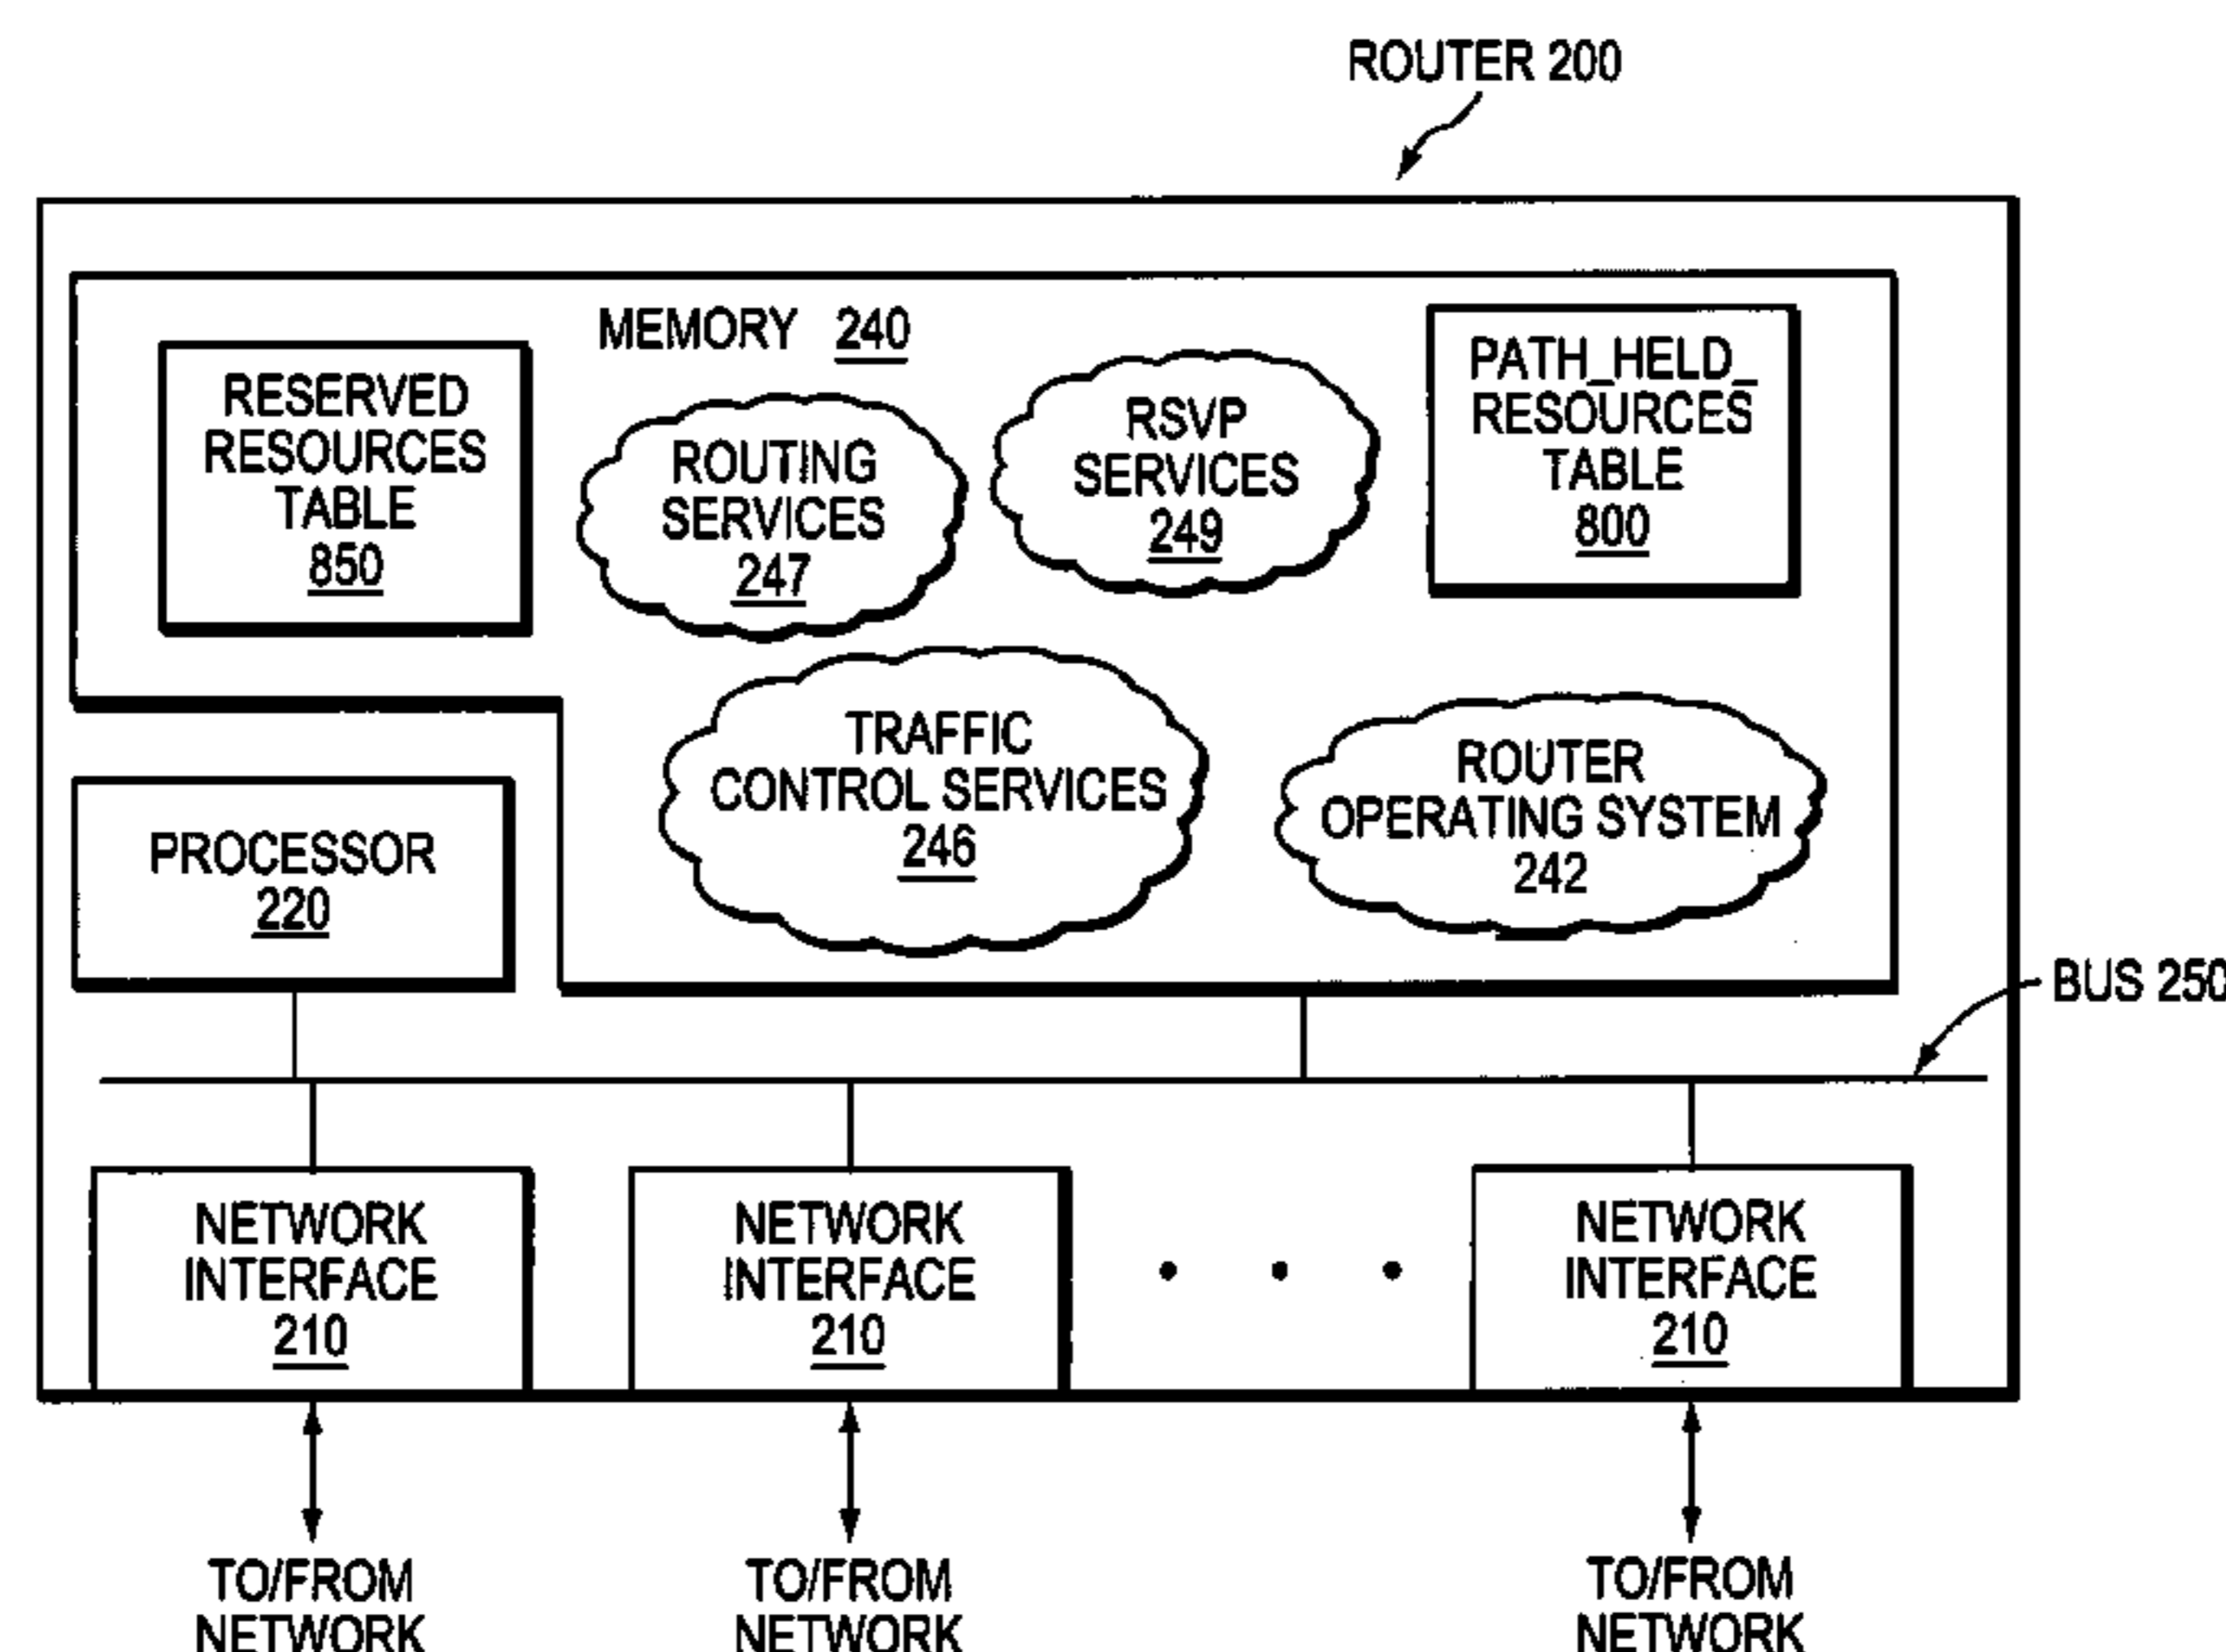 ROUTER 200
MEMORY 240
RESERVED
RESOURCES
TABLE
850
ROUTING
SERVICES
247
RSVP
SERVICES
249
PATH_HELD_
RESOURCES
TABLE
800
TRAFFIC
CONTROL SERVICES
246
ROUTER
OPERATING SYSTEM
242
PROCESSOR
220
BUS 250
NETWORK
INTERFACE
210
NETWORK
INTERFACE
210
NETWORK
INTERFACE
210
TO/FROM
NETWORK
TO/FROM
NETWORK
TO/FROM
NETWORK